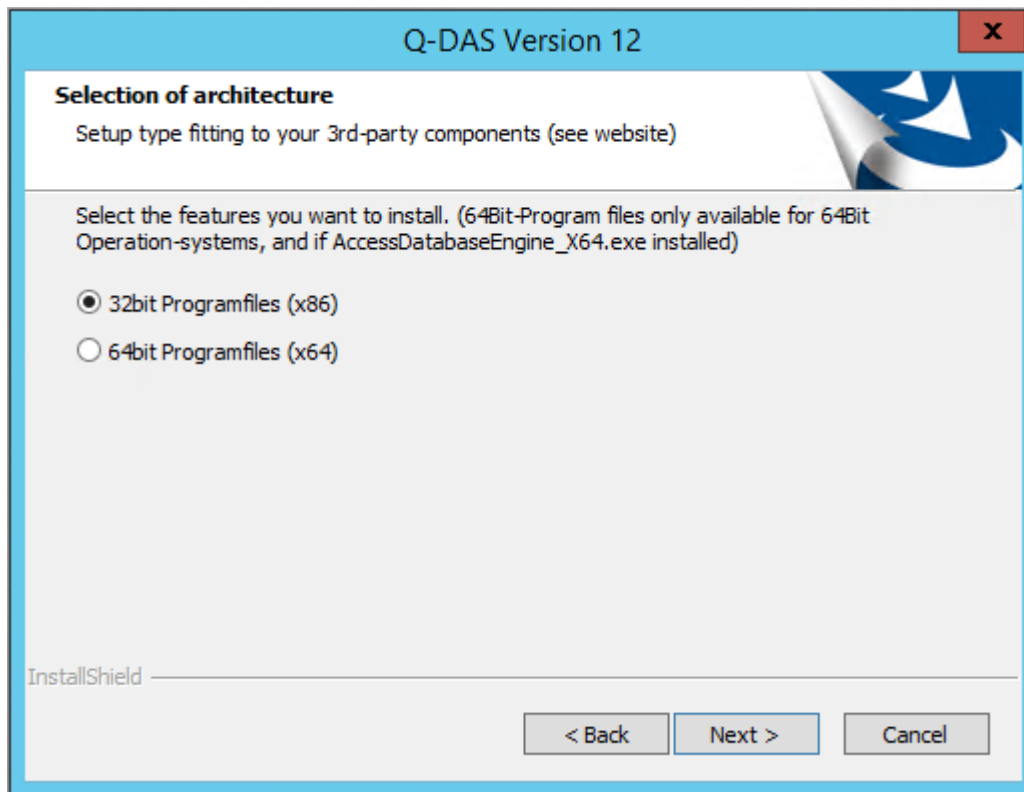 Q-DAS Version 12
x
Selection of architecture
Setup type fitting to your 3rd-party components (see website)
Select the features you want to install. (64Bit-Program files only available for 64Bit
Operation-systems, and if AccessDatabaseEngine_X64.exe installed)
32bit Programfiles (x86)
64bit Programfiles (x64)
InstallShield
< Back
Next >
Cancel